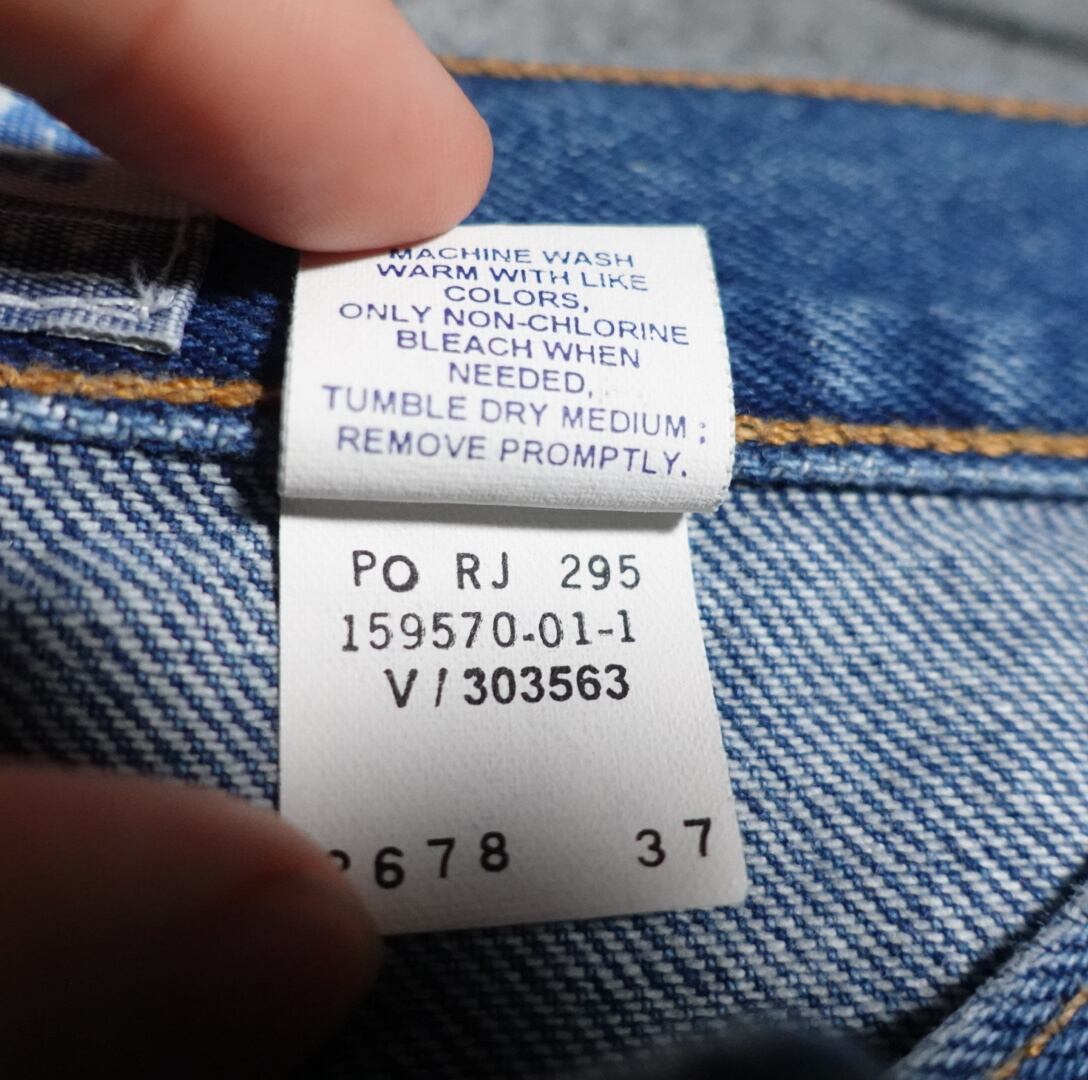 MACHINE WASH
WARM WITH LIKE
COLORS,
ONLY NON-CHLORINE
BLEACH WHEN
NEEDED,
TUMBLE DRY MEDIUM ;
REMOVE PROMPTLY.
PO RJ 295
159570-01-1
V/303563
678 37